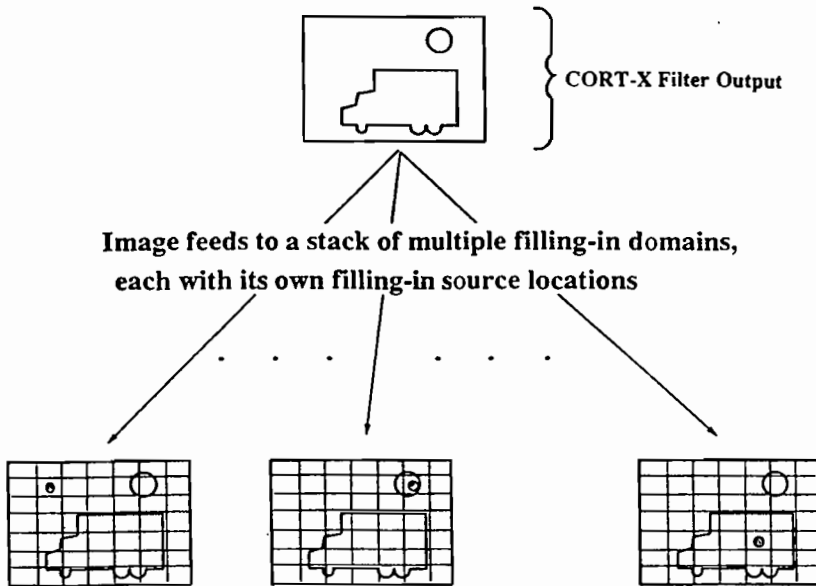 CORT-X Filter Output
Image feeds to a stack of multiple filling-in domains,
each with its own filling-in source locations